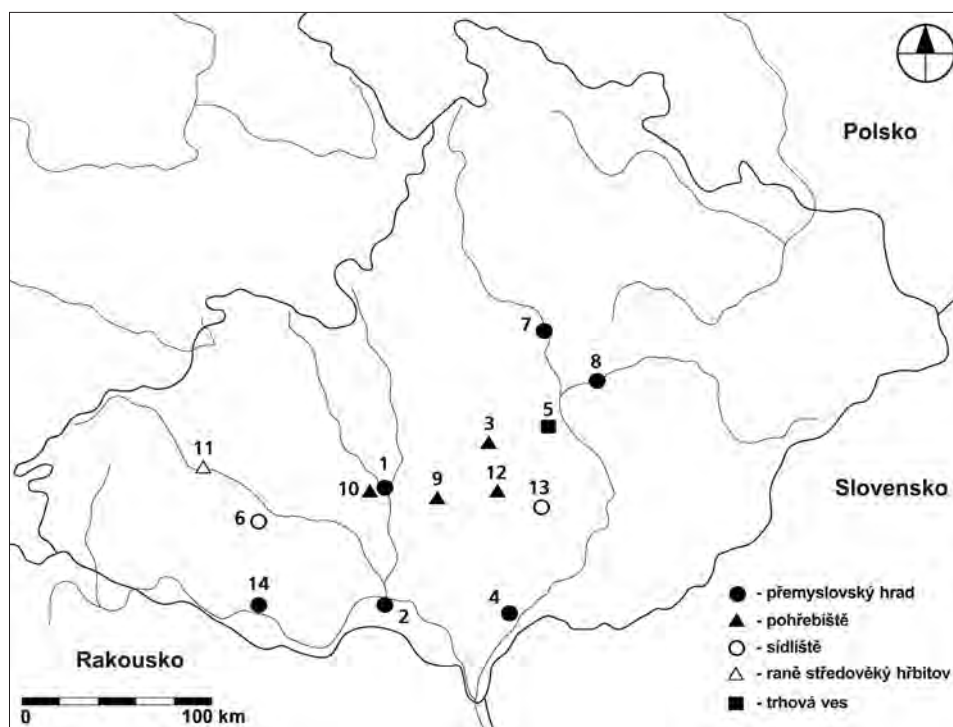 Polsko
7
8
5
3
11
1
12
10
9
13
Slovensko
6
14
2
4
- přemyslovský hrad
- pohřebiště
- sídliště
- raně středověký hřbitov
- trhová ves
Rakousko
0 100 km